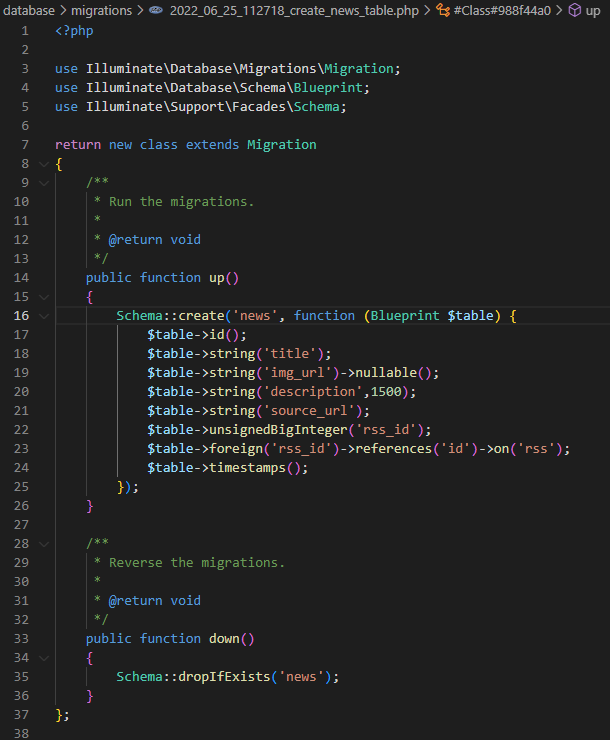 database > migrations > 2022_06_25_112718_create_news_table.php > #Class#988f44a0 > up
1 <?php
2
3 use Illuminate\Database\Migrations\Migration;
4 use Illuminate\Database\Schema\Blueprint;
5 use Illuminate\Support\Facades\Schema;
6
7 return new class extends Migration
8 {
9     /**
10      * Run the migrations.
11      *
12      * @return void
13      */
14     public function up()
15     {
16         Schema::create('news', function (Blueprint $table) {
17             $table->id();
18             $table->string('title');
19             $table->string('img_url')->nullable();
20             $table->string('description',1500);
21             $table->string('source_url');
22             $table->unsignedBigInteger('rss_id');
23             $table->foreign('rss_id')->references('id')->on('rss');
24             $table->timestamps();
25         });
26     }
27
28     /**
29      * Reverse the migrations.
30      *
31      * @return void
32      */
33     public function down()
34     {
35         Schema::dropIfExists('news');
36     }
37 };
38